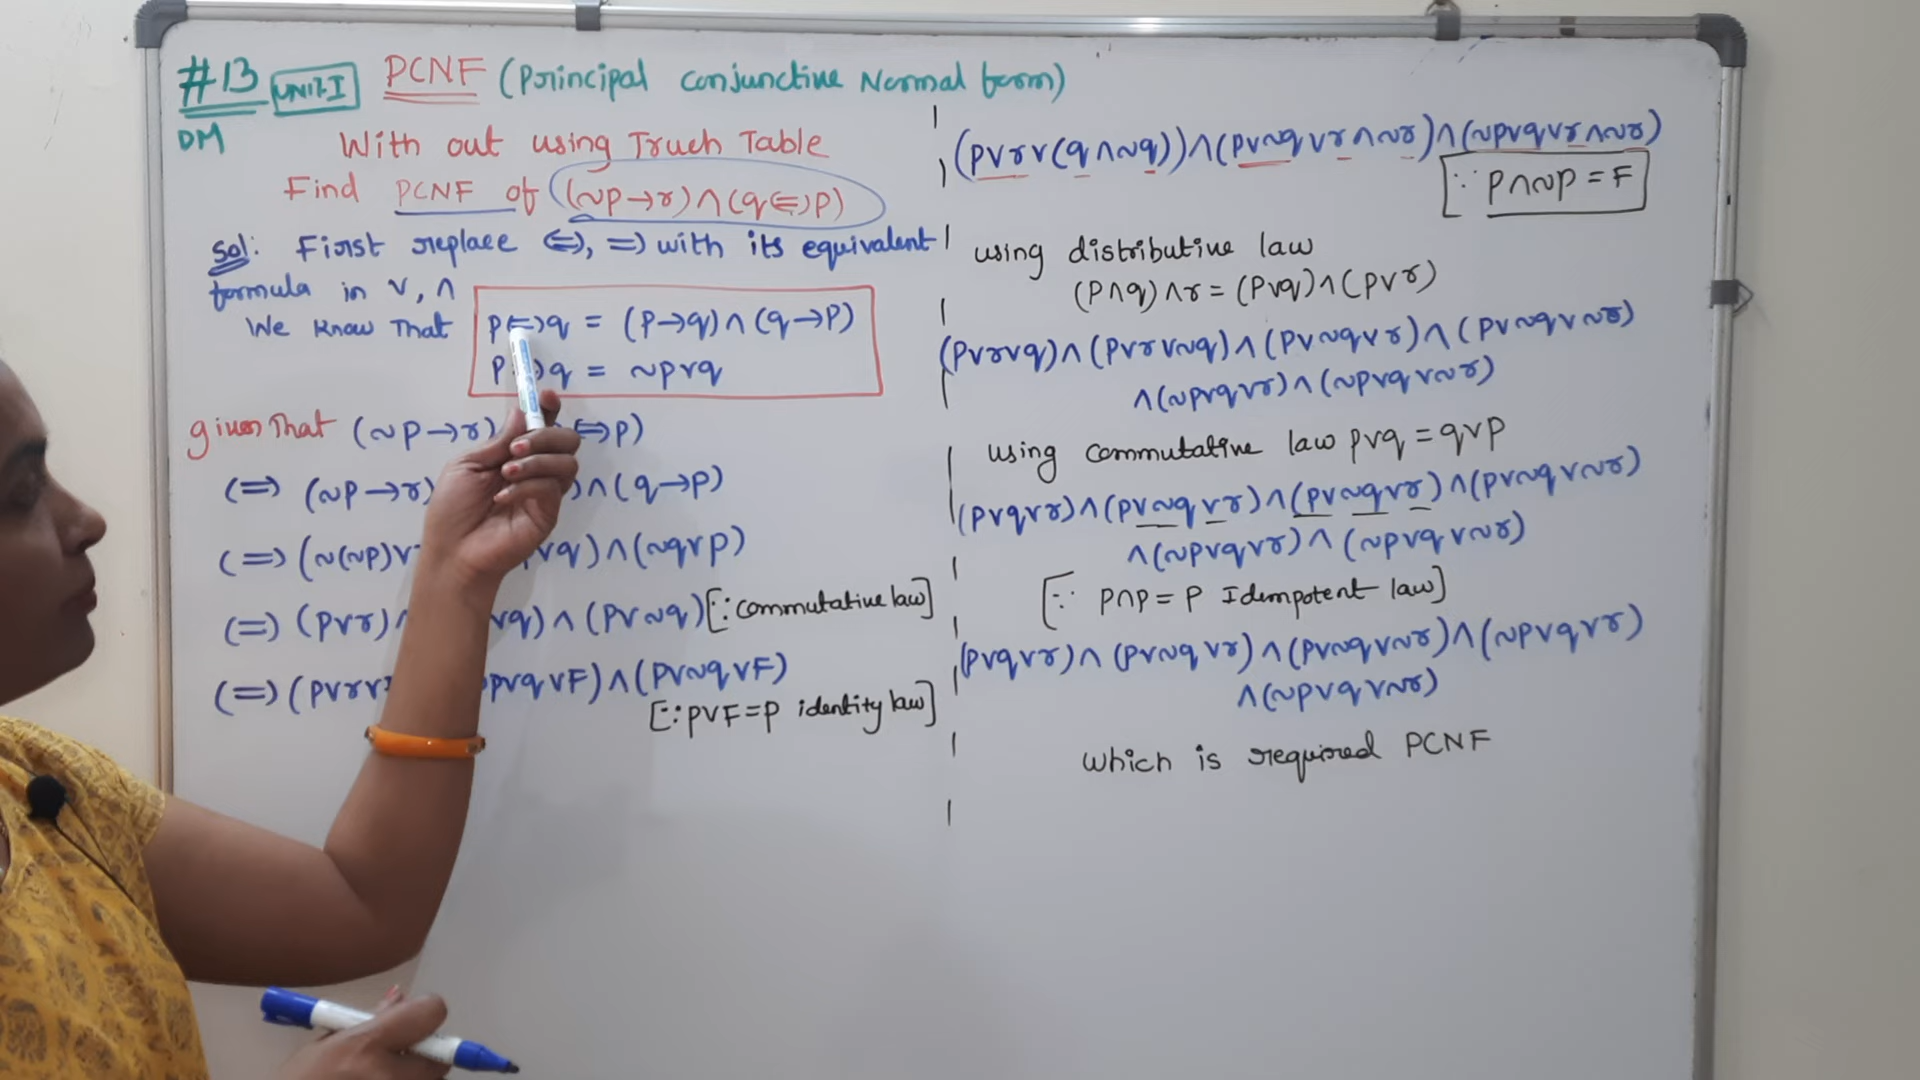 #13 UNIT-I PCNF (Principal Conjunctive Normal form)
DM
With out using Truth Table
Find PCNF of (~p→r)∧(q⇔p)
Sol: First replace ⇔, ⇒ with its equivalent
formula in ∨, ∧
We know That p⇔q = (p→q)∧(q→p)
p q = ~p∨q
given That (~p→r) ⇔p)
(⇔) (~p→r) )∧(q→p)
(⇔) (~(~p)∨ ∨q)∧(~q∨p)
(⇔) (p∨r)∧ ∨q)∧(p∨~q) [∵ commutative law]
(⇔) (p∨r∨ p∨q∨F)∧(p∨~q∨F)
[∵ p∨F=p identity law]
(p∨r∨(q∧~q))∧(p∨~q∨r∧~r)∧(~p∨q∨r∧~r)
∵ p∧~p = F
using distributive law
(p∧q)∧r = (p∨q)∧(p∨r)
(p∨r∨q)∧(p∨r∨~q)∧(p∨~q∨r)∧(p∨~q∨~r)
∧(~p∨q∨r)∧(~p∨q∨~r)
using commutative law p∨q = q∨p
(p∨q∨r)∧(p∨~q∨r)∧(p∨~q∨r)∧(p∨~q∨~r)
∧(~p∨q∨r)∧(~p∨q∨~r)
[∵ p∩p = p Idempotent law]
(p∨q∨r)∧(p∨~q∨r)∧(p∨~q∨~r)∧(~p∨q∨r)
∧(~p∨q∨~r)
which is required PCNF